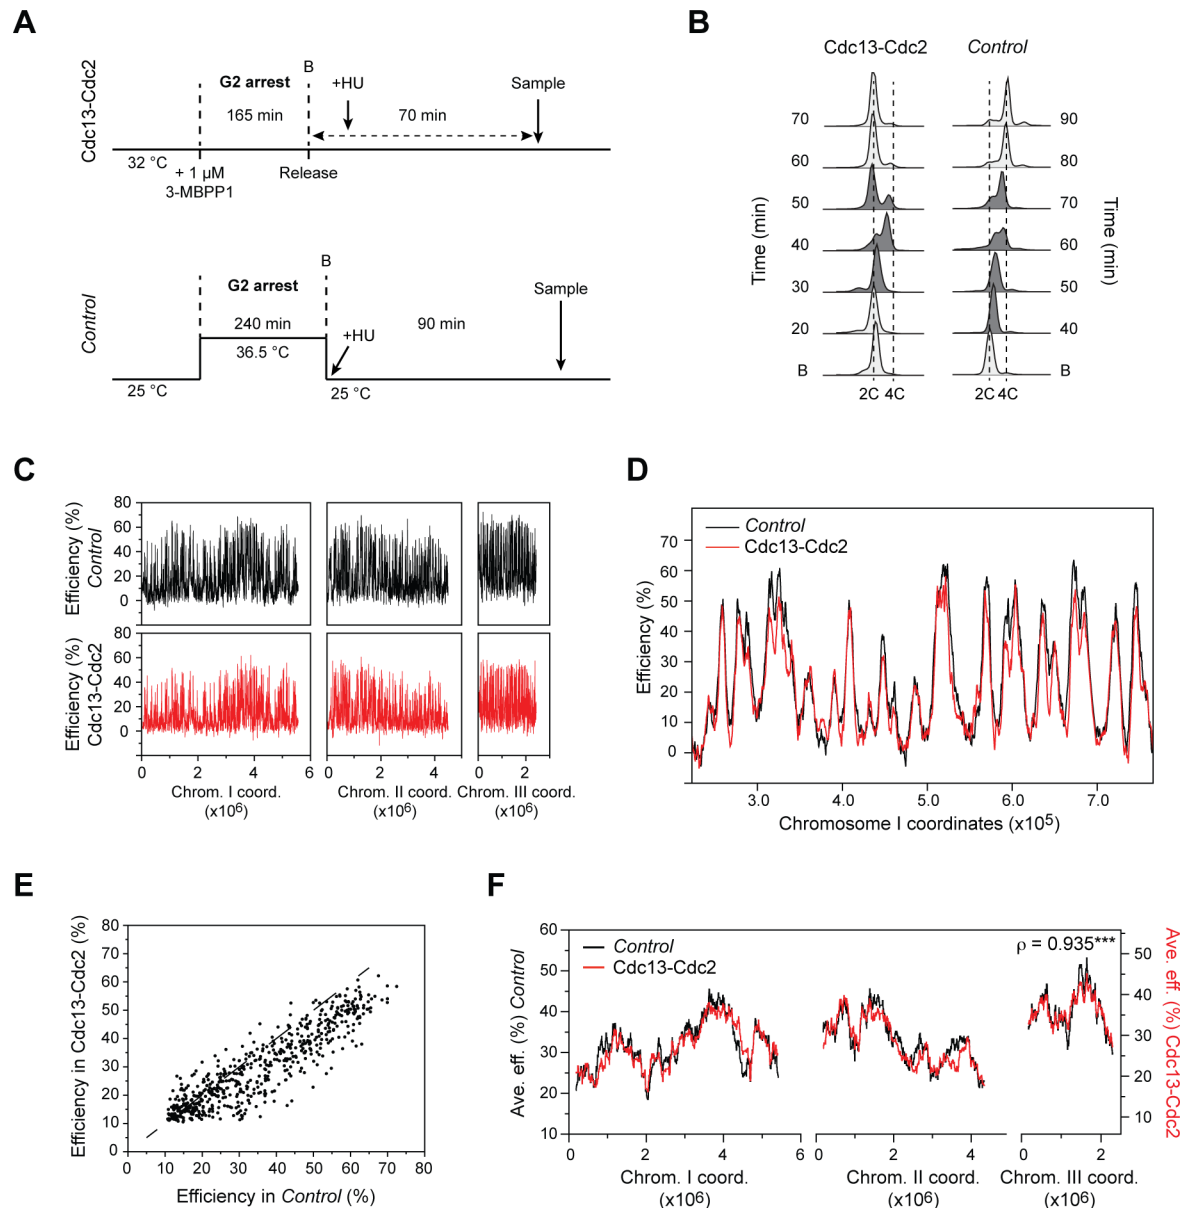 A
Cdc13-Cdc2
B
G2 arrest
+HU
Sample
165 min
70 min
32 °C
+ 1 µM
3-MBPP1
Release
Control
B
G2 arrest
Sample
240 min
+HU
90 min
36.5 °C
25 °C
25 °C
B
Cdc13-Cdc2
Control
Time (min)
70
60
50
40
30
20
B
90
80
70
60
50
40
B
Time (min)
2C 4C
2C 4C
C
Efficiency (%)
Control
80
60
40
20
0
Efficiency (%)
Cdc13-Cdc2
80
60
40
20
0
0 2 4 6
0 2 4
0 2
Chrom. I coord.
(x10⁶)
Chrom. II coord.
(x10⁶)
Chrom. III coord.
(x10⁶)
D
Control
Cdc13-Cdc2
Efficiency (%)
70
60
50
40
30
20
10
0
3.0 4.0 5.0 6.0 7.0
Chromosome I coordinates (x10⁵)
E
Efficiency in Cdc13-Cdc2 (%)
80
70
60
50
40
30
20
10
0
0 10 20 30 40 50 60 70 80
Efficiency in Control (%)
F
Ave. eff. (%) Control
60
50
40
30
20
10
Control
Cdc13-Cdc2
ρ = 0.935***
50
40
30
20
10
Ave. eff. (%) Cdc13-Cdc2
0 2 4 6
0 2 4
0 2
Chrom. I coord.
(x10⁶)
Chrom. II coord.
(x10⁶)
Chrom. III coord.
(x10⁶)